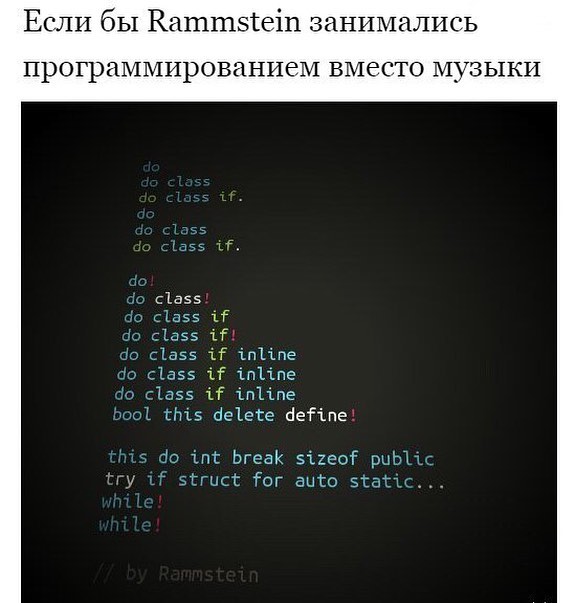 Если бы Rammstein занимались
программированием вместо музыки
do
do class
do class if.
do
do class
do class if.
do!
do class!
do class if
do class if!
do class if inline
do class if inline
do class if inline
bool this delete define!
this do int break sizeof public
try if struct for auto static...
while!
while!
// by Rammstein